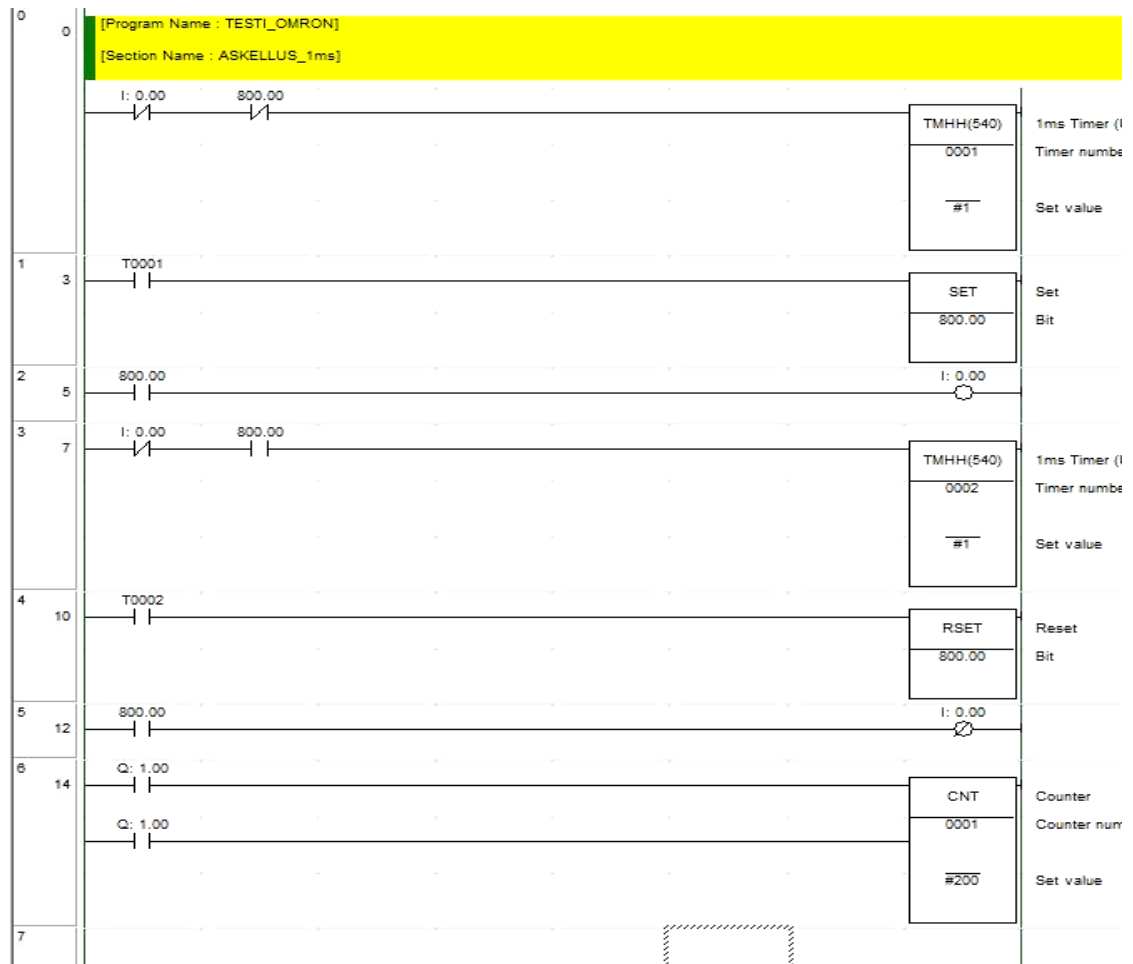 0
0
[Program Name : TESTI_OMRON]
[Section Name : ASKELLUS_1ms]
I: 0.00 800.00
TMHH(540) 1ms Timer (
0001 Timer numbe
#1 Set value
1
3
T0001
SET Set
800.00 Bit
2
5
800.00 I: 0.00
3
7
I: 0.00 800.00
TMHH(540) 1ms Timer (
0002 Timer numbe
#1 Set value
4
10
T0002
RSET Reset
800.00 Bit
5
12
800.00 I: 0.00
6
14
Q: 1.00
CNT Counter
Q: 1.00 0001 Counter num
#200 Set value
7